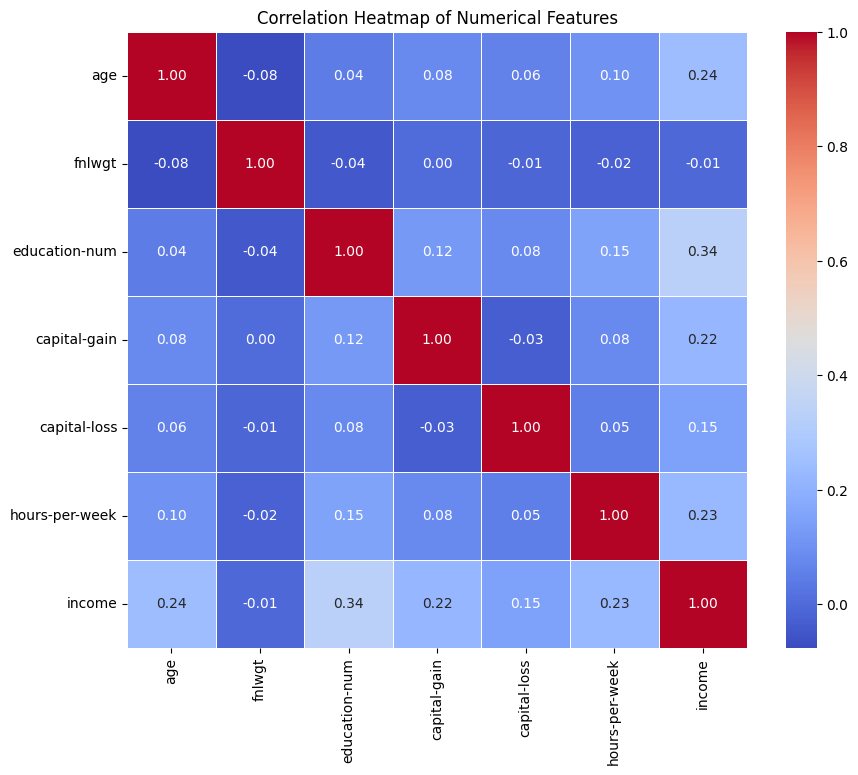 Correlation Heatmap of Numerical Features
age 1.00 -0.08 0.04 0.08 0.06 0.10 0.24
fnlwgt -0.08 1.00 -0.04 0.00 -0.01 -0.02 -0.01
education-num 0.04 -0.04 1.00 0.12 0.08 0.15 0.34
capital-gain 0.08 0.00 0.12 1.00 -0.03 0.08 0.22
capital-loss 0.06 -0.01 0.08 -0.03 1.00 0.05 0.15
hours-per-week 0.10 -0.02 0.15 0.08 0.05 1.00 0.23
income 0.24 -0.01 0.34 0.22 0.15 0.23 1.00
age
fnlwgt
education-num
capital-gain
capital-loss
hours-per-week
income
1.0
0.8
0.6
0.4
0.2
0.0